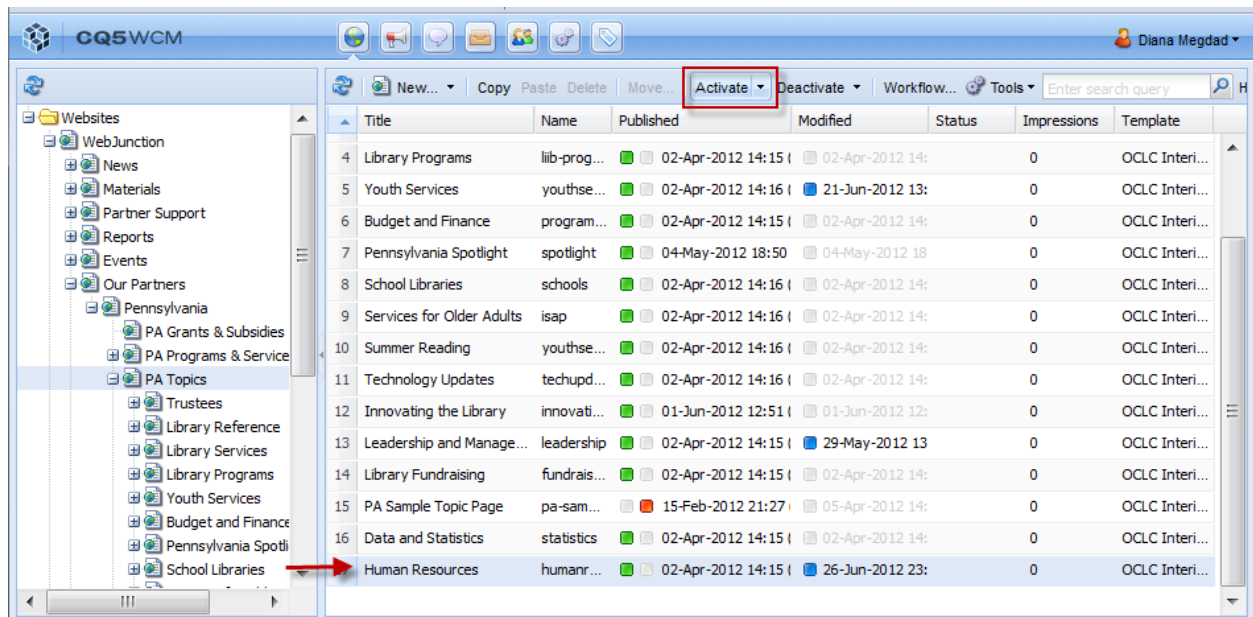 CQ5 WCM
Diana Megdad
New... Copy Paste Delete Move... Activate Deactivate Workflow... Tools Enter search query H
Websites
WebJunction
News
Materials
Partner Support
Reports
Events
Our Partners
Pennsylvania
PA Grants & Subsidies
PA Programs & Service
PA Topics
Trustees
Library Reference
Library Services
Library Programs
Youth Services
Budget and Finance
Pennsylvania Spotli
School Libraries
Title Name Published Modified Status Impressions Template
4 Library Programs liib-prog... 02-Apr-2012 14:15 ( 02-Apr-2012 14: 0 OCLC Interi...
5 Youth Services youthse... 02-Apr-2012 14:16 ( 21-Jun-2012 13: 0 OCLC Interi...
6 Budget and Finance program... 02-Apr-2012 14:15 ( 02-Apr-2012 14: 0 OCLC Interi...
7 Pennsylvania Spotlight spotlight 04-May-2012 18:50 04-May-2012 18 0 OCLC Interi...
8 School Libraries schools 02-Apr-2012 14:16 ( 02-Apr-2012 14: 0 OCLC Interi...
9 Services for Older Adults isap 02-Apr-2012 14:16 ( 02-Apr-2012 14: 0 OCLC Interi...
10 Summer Reading youthse... 02-Apr-2012 14:16 ( 02-Apr-2012 14: 0 OCLC Interi...
11 Technology Updates techupd... 02-Apr-2012 14:16 ( 02-Apr-2012 14: 0 OCLC Interi...
12 Innovating the Library innovati... 01-Jun-2012 12:51 ( 01-Jun-2012 12: 0 OCLC Interi...
13 Leadership and Manage... leadership 02-Apr-2012 14:15 ( 29-May-2012 13 0 OCLC Interi...
14 Library Fundraising fundrais... 02-Apr-2012 14:15 ( 02-Apr-2012 14: 0 OCLC Interi...
15 PA Sample Topic Page pa-sam... 15-Feb-2012 21:27 05-Apr-2012 14: 0 OCLC Interi...
16 Data and Statistics statistics 02-Apr-2012 14:15 ( 02-Apr-2012 14: 0 OCLC Interi...
Human Resources humanr... 02-Apr-2012 14:15 ( 26-Jun-2012 23: 0 OCLC Interi...